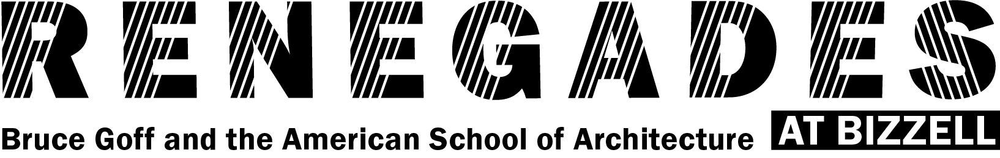 RENEGADES
Bruce Goff and the American School of Architecture AT BIZZELL